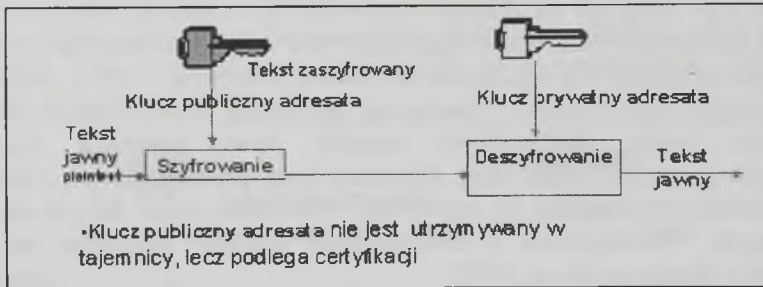 Tekst zaszyfrowany
Klucz publiczny adresata
Klucz prywatny adresata
Tekst
jawny
plaintext
Szyfrowanie
Deszyfrowanie
Tekst
jawny
•Klucz publiczny adresata nie jest utrzymywany w
tajemnicy, lecz podlega certyfikacji